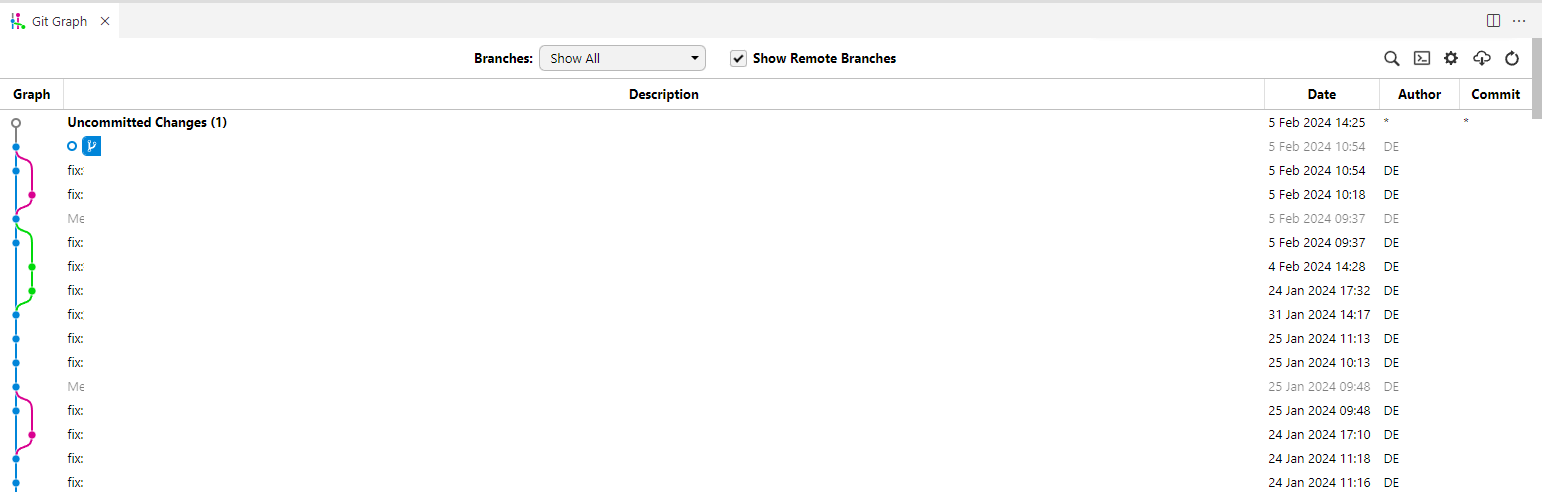 Git Graph
Branches: Show All Show Remote Branches
Graph Description Date Author Commit
Uncommitted Changes (1) 5 Feb 2024 14:25 * *
5 Feb 2024 10:54 DE
fix: 5 Feb 2024 10:54 DE
fix: 5 Feb 2024 10:18 DE
Me 5 Feb 2024 09:37 DE
fix: 5 Feb 2024 09:37 DE
fix: 4 Feb 2024 14:28 DE
fix: 24 Jan 2024 17:32 DE
fix: 31 Jan 2024 14:17 DE
fix: 25 Jan 2024 11:13 DE
fix: 25 Jan 2024 10:13 DE
Me 25 Jan 2024 09:48 DE
fix: 25 Jan 2024 09:48 DE
fix: 24 Jan 2024 17:10 DE
fix: 24 Jan 2024 11:18 DE
fix: 24 Jan 2024 11:16 DE